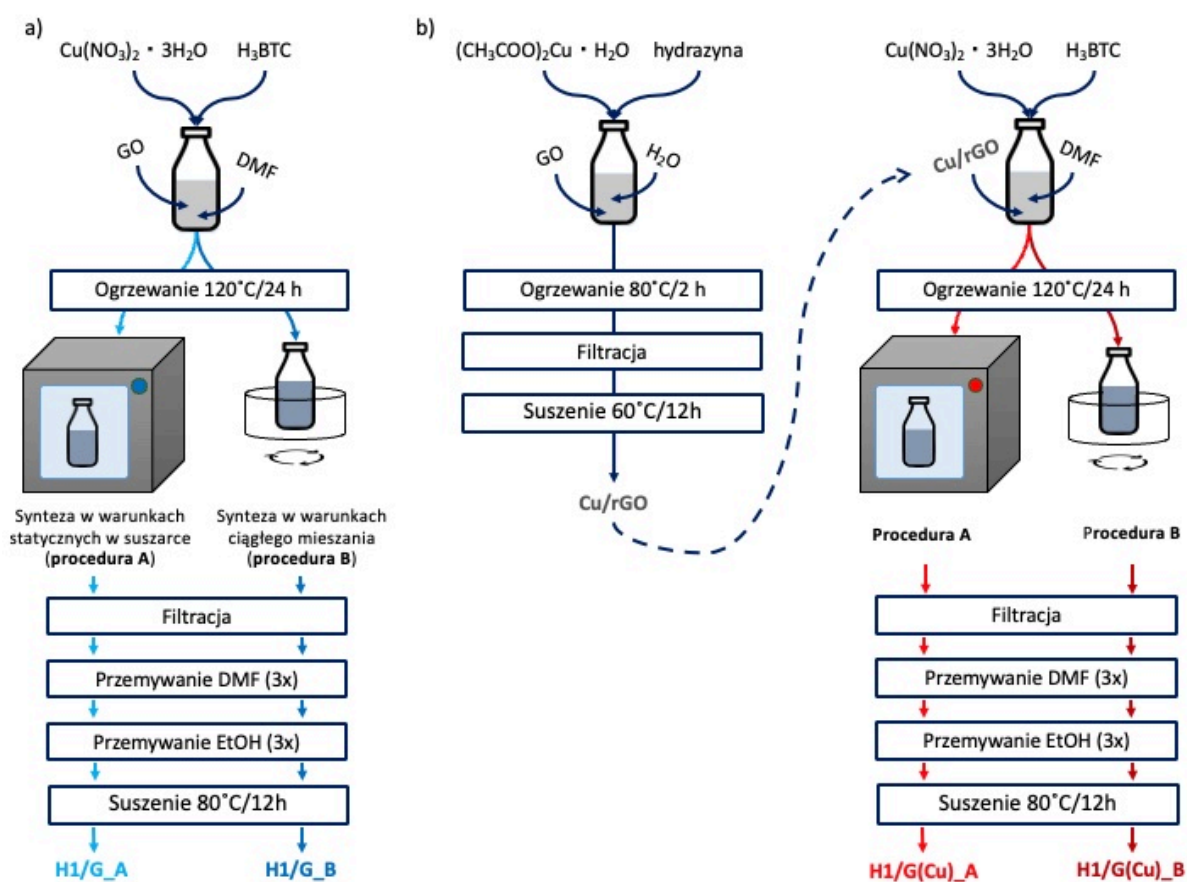 a)
Cu(NO₃)₂ · 3H₂O H₃BTC
GO
DMF
Ogrzewanie 120˚C/24 h
Synteza w warunkach
statycznych w suszarce
(procedura A)
Synteza w warunkach
ciągłego mieszania
(procedura B)
Filtracja
Przemywanie DMF (3x)
Przemywanie EtOH (3x)
Suszenie 80˚C/12h
H1/G_A
H1/G_B
b)
(CH₃COO)₂Cu · H₂O hydrazyna
GO
H₂O
Ogrzewanie 80˚C/2 h
Filtracja
Suszenie 60˚C/12h
Cu/rGO
Cu(NO₃)₂ · 3H₂O H₃BTC
Cu/rGO
DMF
Ogrzewanie 120˚C/24 h
Procedura A
Procedura B
Filtracja
Przemywanie DMF (3x)
Przemywanie EtOH (3x)
Suszenie 80˚C/12h
H1/G(Cu)_A
H1/G(Cu)_B